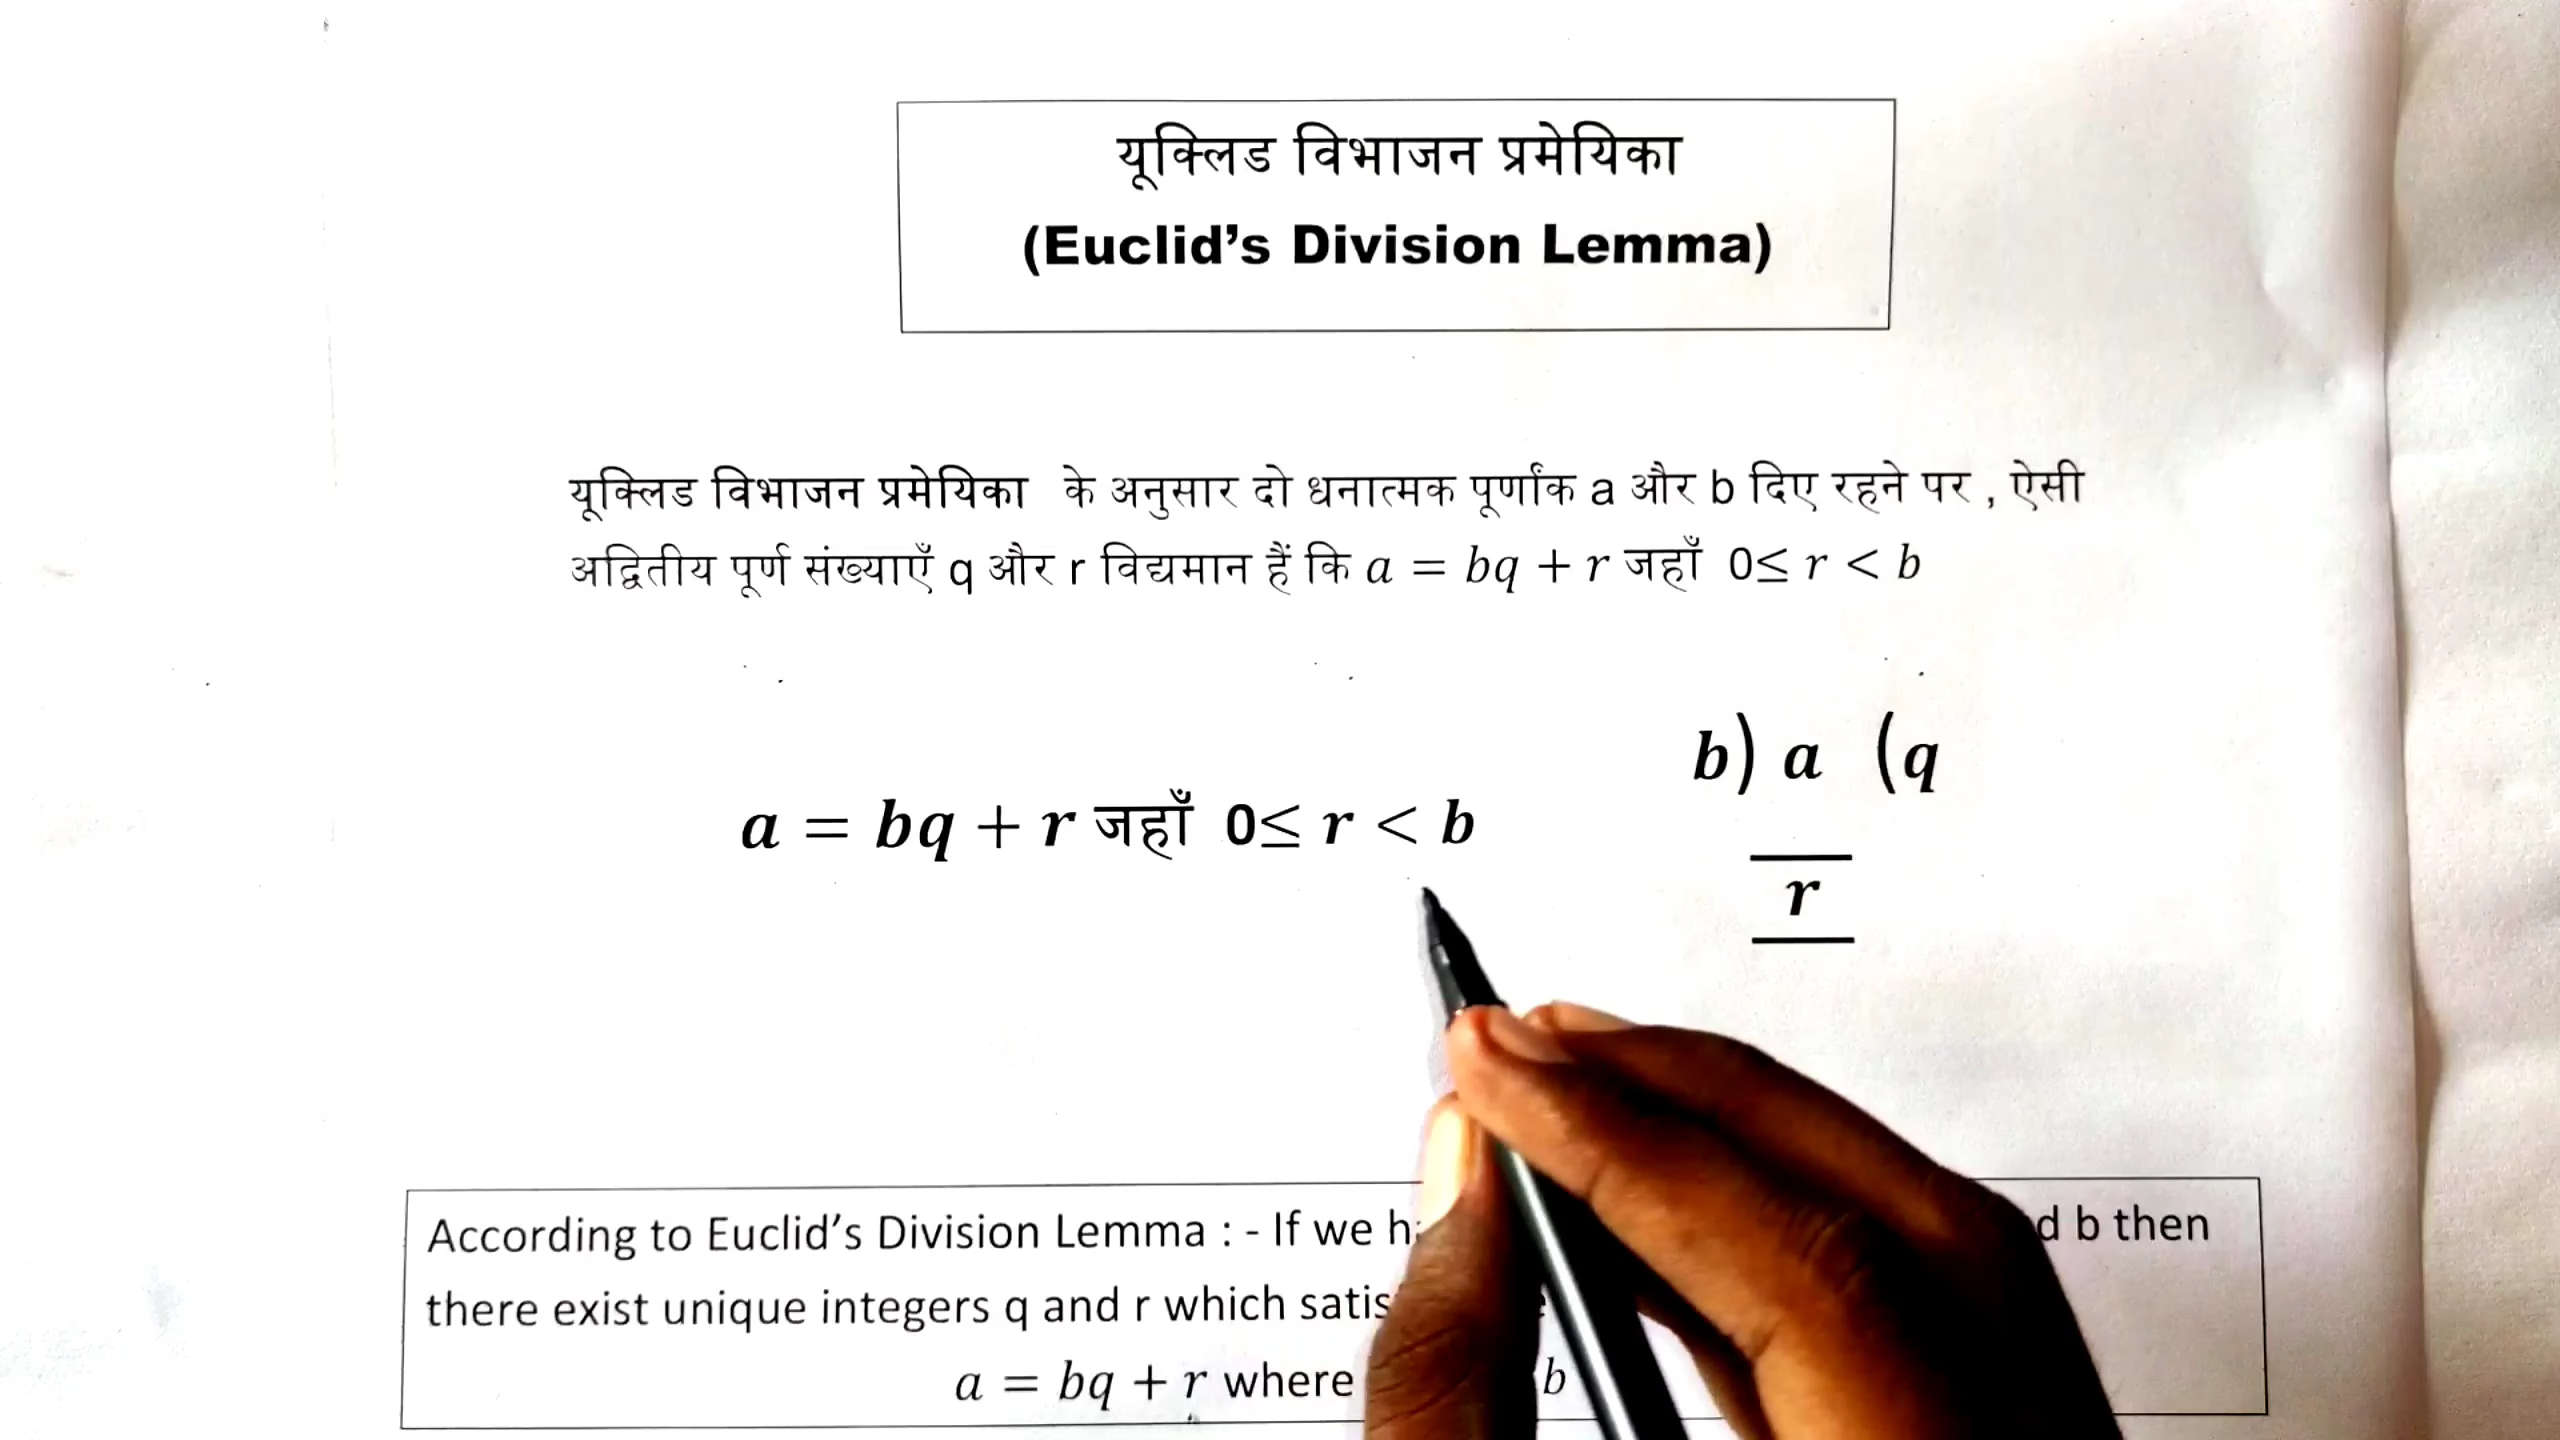 यूक्लिड विभाजन प्रमेयिका
(Euclid’s Division Lemma)
यूक्लिड विभाजन प्रमेयिका के अनुसार दो धनात्मक पूर्णांक a और b दिए रहने पर , ऐसी
अद्वितीय पूर्ण संख्याएँ q और r विद्यमान हैं कि a = bq + r जहाँ 0≤ r < b
b) a (q
a = bq + r जहाँ 0≤ r < b
r
According to Euclid’s Division Lemma : - If we b then
there exist unique integers q and r which
a = bq + r where b